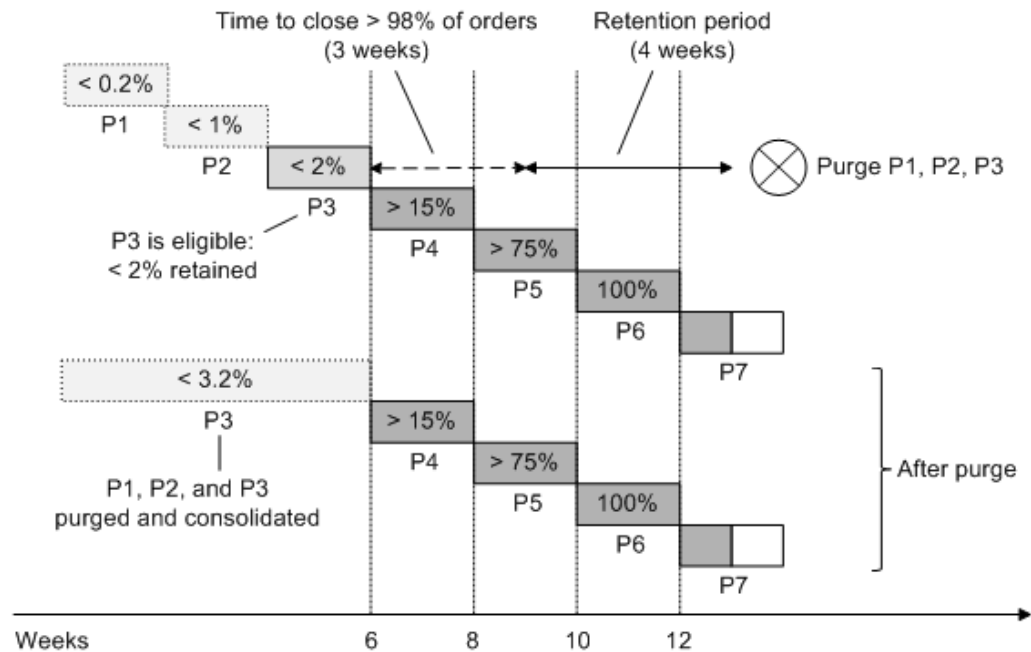 Time to close > 98% of orders
(3 weeks)
Retention period
(4 weeks)
< 0.2%
P1
< 1%
P2
< 2%
P3
Purge P1, P2, P3
> 15%
P4
P3 is eligible:
< 2% retained
> 75%
P5
100%
P6
P7
< 3.2%
P3
> 15%
P4
P1, P2, and P3
purged and consolidated
> 75%
P5
After purge
100%
P6
P7
Weeks
6
8
10
12